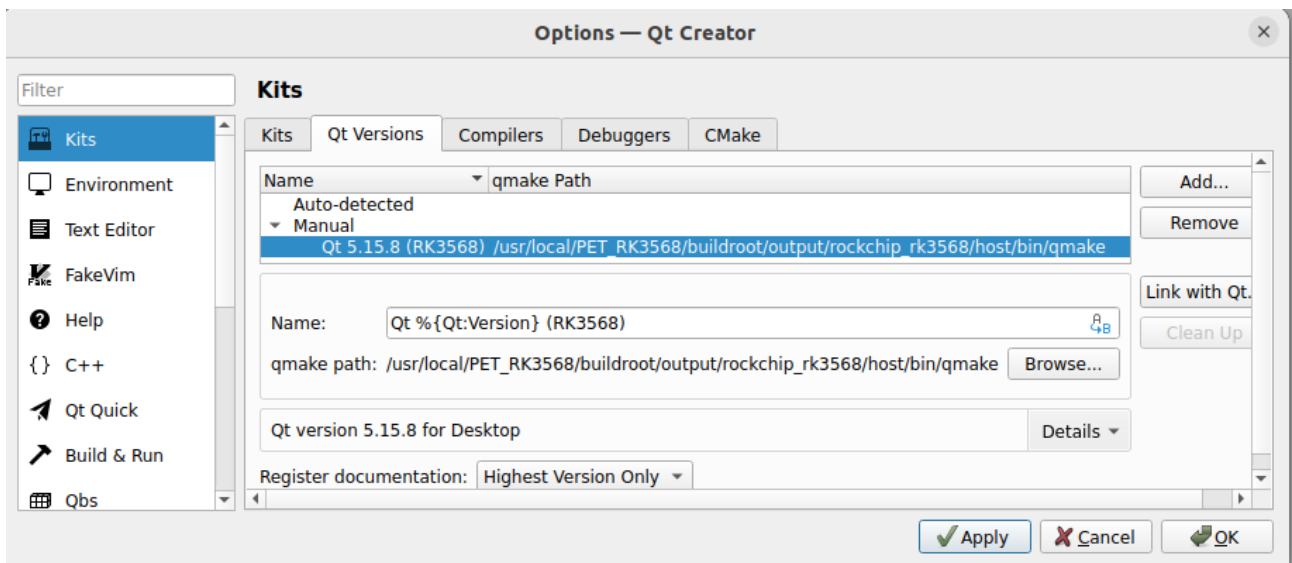 Options — Qt Creator
Filter
Kits
Environment
Text Editor
FakeVim
Help
{} C++
Qt Quick
Build & Run
Qbs
Kits
Kits Qt Versions Compilers Debuggers CMake
Name qmake Path
Auto-detected
Manual
Qt 5.15.8 (RK3568) /usr/local/PET_RK3568/buildroot/output/rockchip_rk3568/host/bin/qmake
Add...
Remove
Link with Qt.
Clean Up
Name: Qt %{Qt:Version} (RK3568)
qmake path: /usr/local/PET_RK3568/buildroot/output/rockchip_rk3568/host/bin/qmake Browse...
Qt version 5.15.8 for Desktop Details
Register documentation: Highest Version Only
Apply Cancel OK